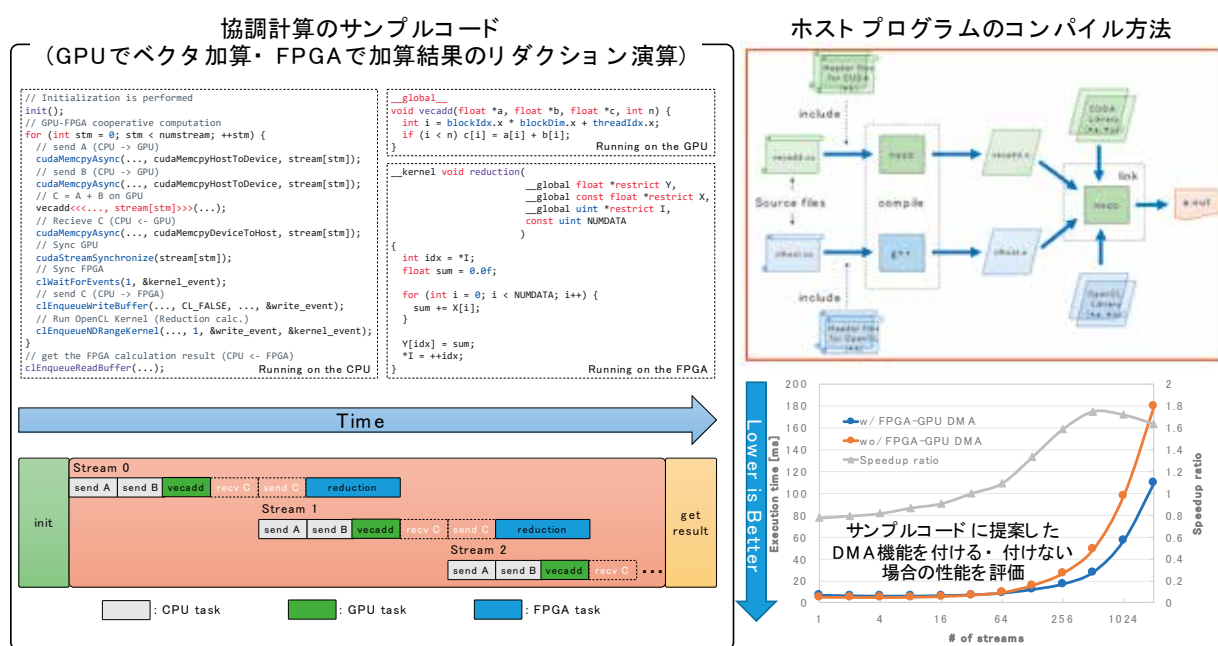 協調計算のサンプルコード
(GPUでベクタ加算・FPGAで加算結果のリダクション演算)
// Initialization is performed
init();
// GPU-FPGA cooperative computation
for (int stm = 0; stm < numstream; ++stm) {
// send A (CPU -> GPU)
cudaMemcpyAsync(..., cudaMemcpyHostToDevice, stream[stm]);
// send B (CPU -> GPU)
cudaMemcpyAsync(..., cudaMemcpyHostToDevice, stream[stm]);
// C = A + B on GPU
vecadd<<<..., stream[stm]>>>(...);
// Recieve C (CPU <- GPU)
cudaMemcpyAsync(..., cudaMemcpyDeviceToHost, stream[stm]);
// Sync GPU
cudaStreamSynchronize(stream[stm]);
// Sync FPGA
clWaitForEvents(1, &kernel_event);
// send C (CPU -> FPGA)
clEnqueueWriteBuffer(..., CL_FALSE, ..., &write_event);
// Run OpenCL Kernel (Reduction calc.)
clEnqueueNDRangeKernel(..., 1, &write_event, &kernel_event);
}
// get the FPGA calculation result (CPU <- FPGA)
clEnqueueReadBuffer(...);
Running on the CPU
__global__
void vecadd(float *a, float *b, float *c, int n) {
int i = blockIdx.x * blockDim.x + threadIdx.x;
if (i < n) c[i] = a[i] + b[i];
}
Running on the GPU
__kernel void reduction(
__global float *restrict Y,
__global const float *restrict X,
__global uint *restrict I,
const uint NUMDATA
)
{
int idx = *I;
float sum = 0.0f;
for (int i = 0; i < NUMDATA; i++) {
sum += X[i];
}
Y[idx] = sum;
*I = ++idx;
}
Running on the FPGA
Time
init
Stream 0
send A send B vecadd recv C send C reduction
Stream 1
send A send B vecadd recv C send C reduction
Stream 2
send A send B vecadd recv C ...
get
result
: CPU task : GPU task : FPGA task
ホストプログラムのコンパイル方法
Header files
for CUDA
include
nvcc
CUDA
Library
link
Source files
compile
nvcc
a.out
g++
include
Header files
for OpenCL
OpenCL
Library
Lower is Better
Execution time [ms]
200
180
160
140
120
100
80
60
40
20
0
w/ FPGA-GPU DMA
wo/ FPGA-GPU DMA
Speedup ratio
サンプルコードに提案した
DMA機能を付ける・付けない
場合の性能を評価
2
1.8
1.6
1.4
1.2
1
0.8
0.6
0.4
0.2
0
Speedup ratio
1 4 16 64 256 1024
# of streams